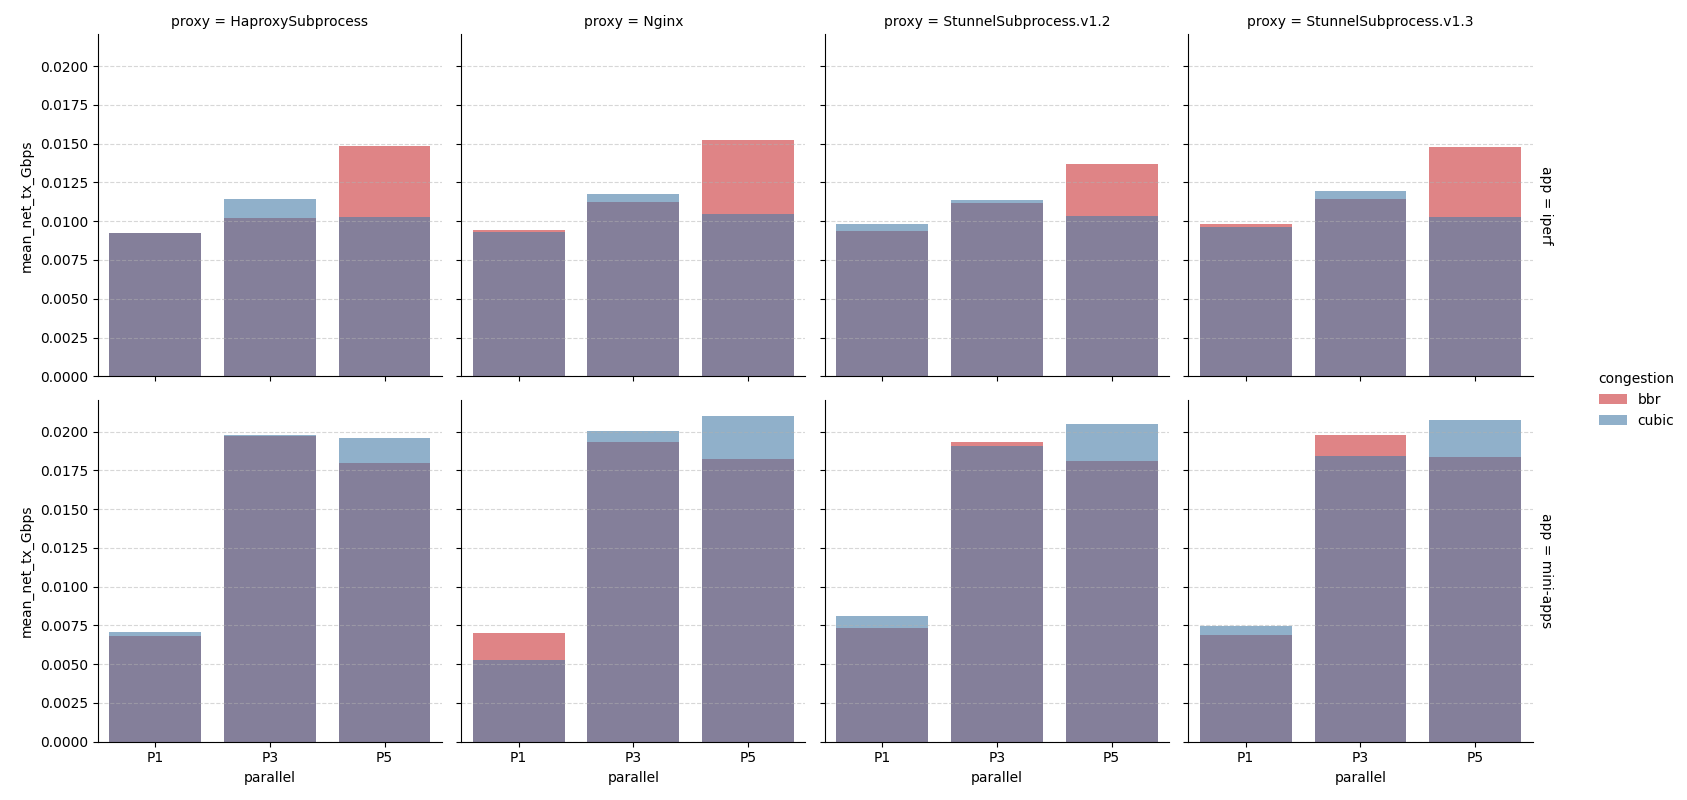 proxy = HaproxySubprocess
proxy = Nginx
proxy = StunnelSubprocess.v1.2
proxy = StunnelSubprocess.v1.3
mean_net_tx_Gbps
0.0200
0.0175
0.0150
0.0125
0.0100
0.0075
0.0050
0.0025
0.0000
app = iperf
congestion
bbr
cubic
mean_net_tx_Gbps
0.0200
0.0175
0.0150
0.0125
0.0100
0.0075
0.0050
0.0025
0.0000
app = mini-apps
P1 P3 P5
parallel
P1 P3 P5
parallel
P1 P3 P5
parallel
P1 P3 P5
parallel